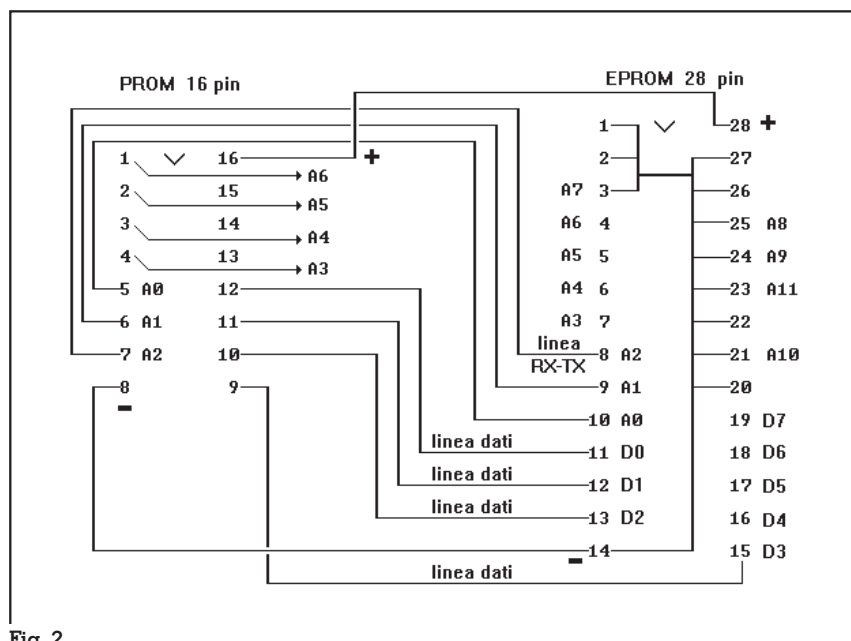 PROM 16 pin
EPROM 28 pin
1 16 +
A6
2 15
A5
3 14
A4
4 13
A3
5 A0 12
6 A1 11
7 A2 10
8 9
-
1 28 +
2 27
A7 3 26
A6 4 25 A8
A5 5 24 A9
A4 6 23 A11
A3 7 22
linea
RX-TX
8 A2 21 A10
9 A1 20
10 A0 19 D7
linea dati
11 D0 18 D6
linea dati
12 D1 17 D5
linea dati
13 D2 16 D4
14 15 D3
-
linea dati
Fig. 2